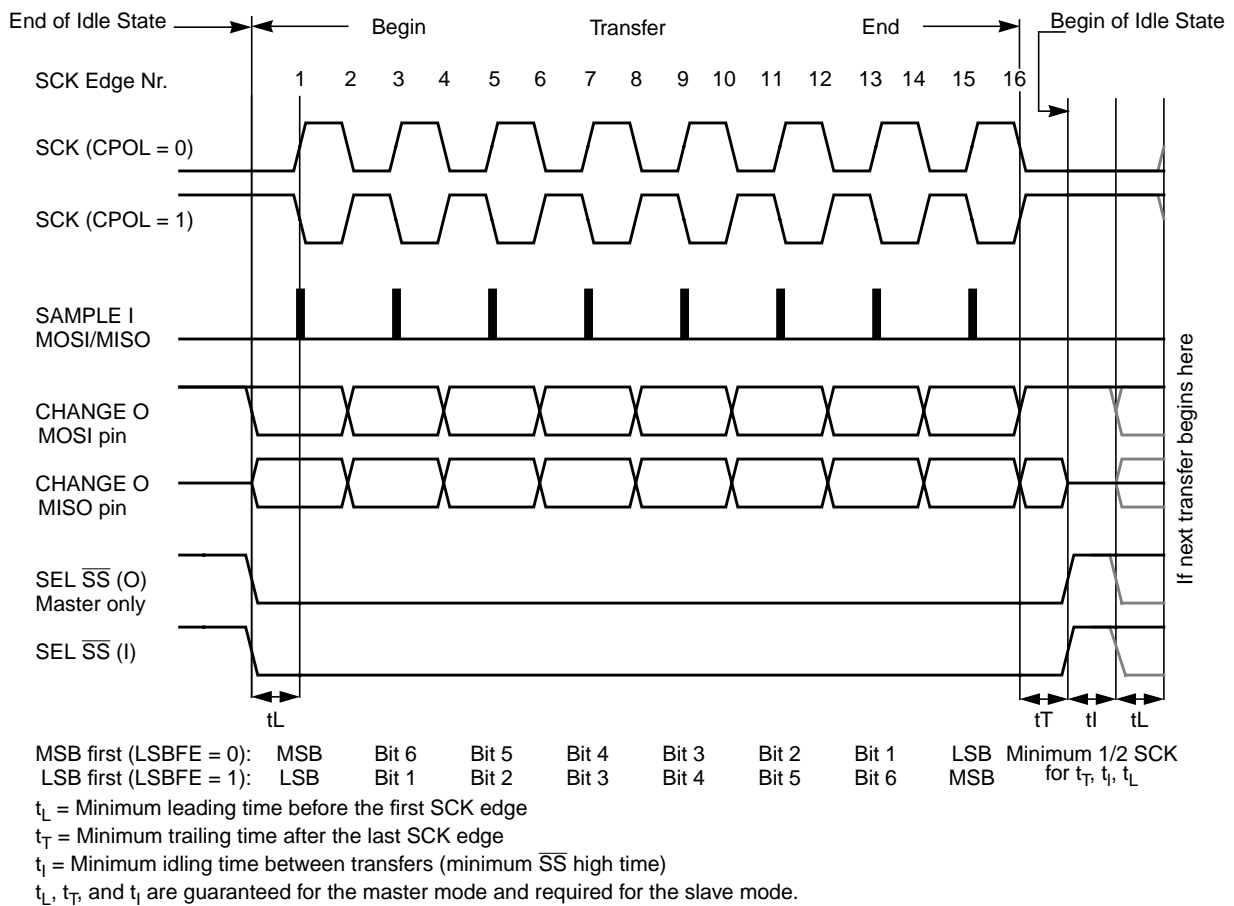 End of Idle State
Begin
Transfer
End
Begin of Idle State
SCK Edge Nr.
1 2 3 4 5 6 7 8 9 10 11 12 13 14 15 16
SCK (CPOL = 0)
SCK (CPOL = 1)
SAMPLE I
MOSI/MISO
CHANGE O
MOSI pin
CHANGE O
MISO pin
SEL S̅S̅ (O)
Master only
SEL S̅S̅ (I)
If next transfer begins here
tL
tT tI tL
MSB first (LSBFE = 0): MSB Bit 6 Bit 5 Bit 4 Bit 3 Bit 2 Bit 1 LSB
LSB first (LSBFE = 1): LSB Bit 1 Bit 2 Bit 3 Bit 4 Bit 5 Bit 6 MSB
Minimum 1/2 SCK
for tT, tI, tL
tL = Minimum leading time before the first SCK edge
tT = Minimum trailing time after the last SCK edge
tI = Minimum idling time between transfers (minimum S̅S̅ high time)
tL, tT, and tI are guaranteed for the master mode and required for the slave mode.